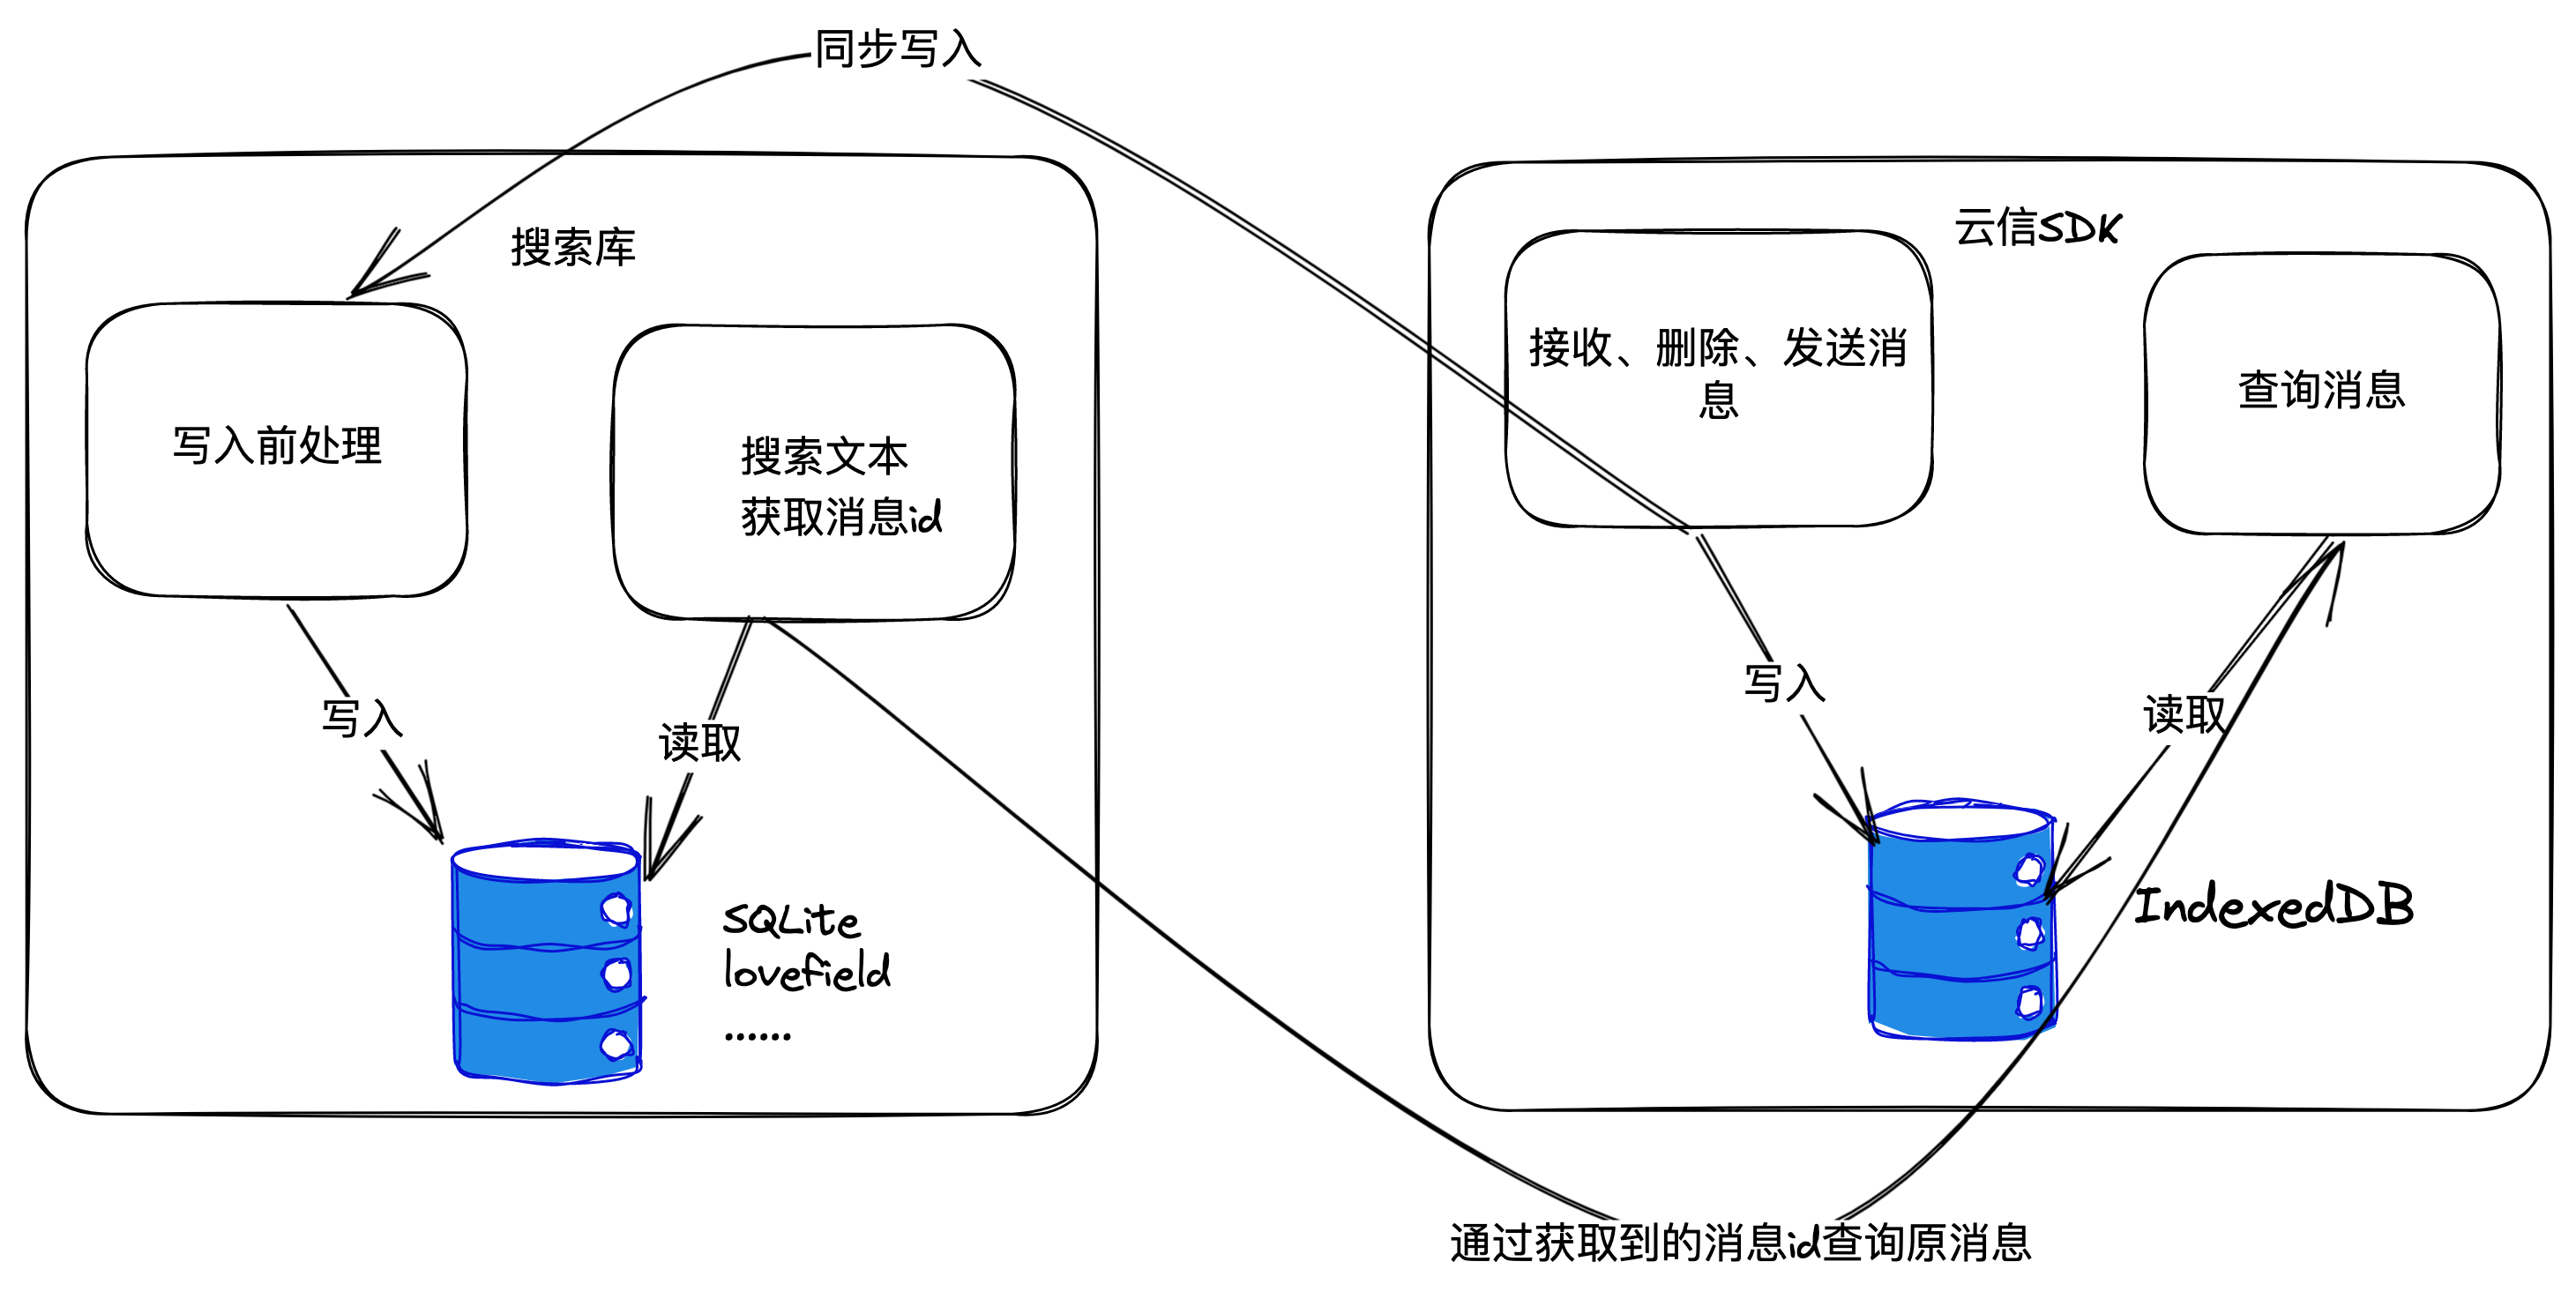 同步写入
搜索库
写入前处理
搜索文本
获取消息id
写入
读取
SQLite
lovefield
......
云信SDK
接收、删除、发送消
息
查询消息
写入
读取
IndexedDB
通过获取到的消息id查询原消息